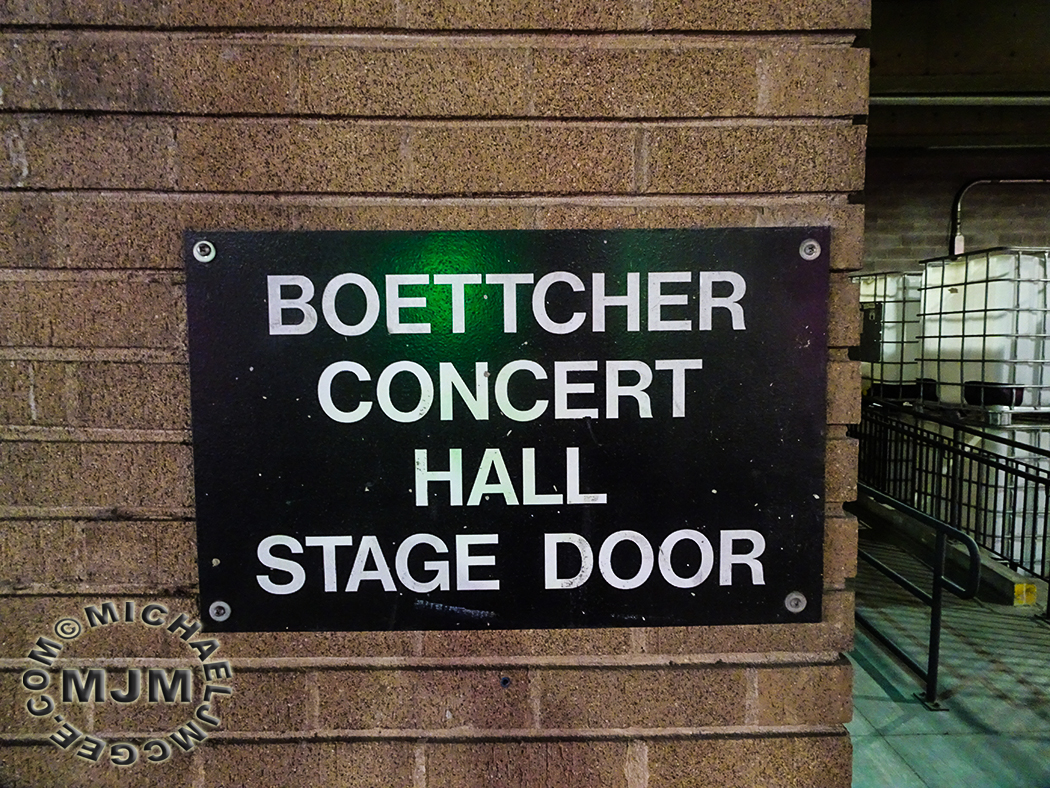 BOETTCHER
CONCERT
HALL
STAGE DOOR
©MICHAELJMCGEE.COM
MJM